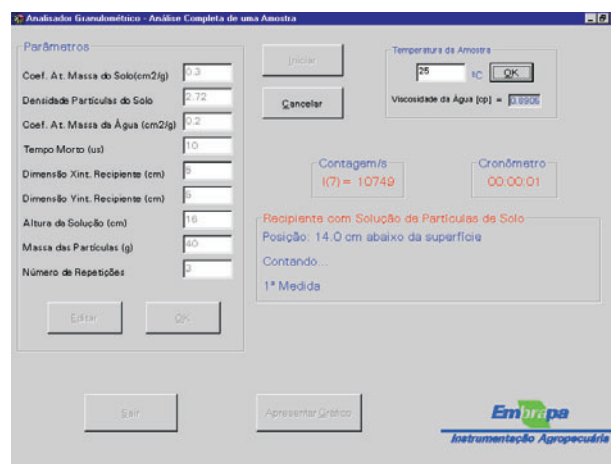 Analisador Granulométrico - Análise Completa de uma Amostra
Parâmetros
Coef. At. Massa do Solo(cm2/g) 0.3
Densidade Partículas do Solo 2.72
Coef. At. Massa da Água (cm2/g) 0.2
Tempo Morto (us) 10
Dimensão Xint. Recipiente (cm) 5
Dimensão Yint. Recipiente (cm) 5
Altura da Solução (cm) 16
Massa das Partículas (g) 40
Número de Repetições 3
Editar OK
Iniciar
Cancelar
Temperatura da Amostra
25 ºC OK
Viscosidade da Água [cp] = 0.8905
Contagem/s
I(7) = 10749
Cronômetro
00:00:01
Recipiente com Solução de Partículas de Solo
Posição: 14.0 cm abaixo da superfície
Contando...
1ª Medida
Sair
Apresentar Gráfico
Embrapa
Instrumentação Agropecuária